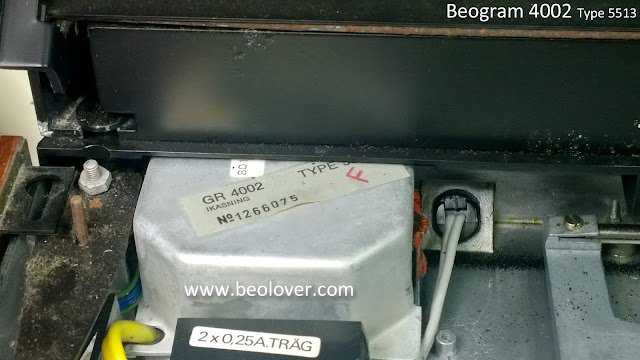 Beogram 4002 Type 5513
GR 4002 TYPE
IKASNING
F
№1266075
www.beolover.com
2 x 0,25A.TRÄG